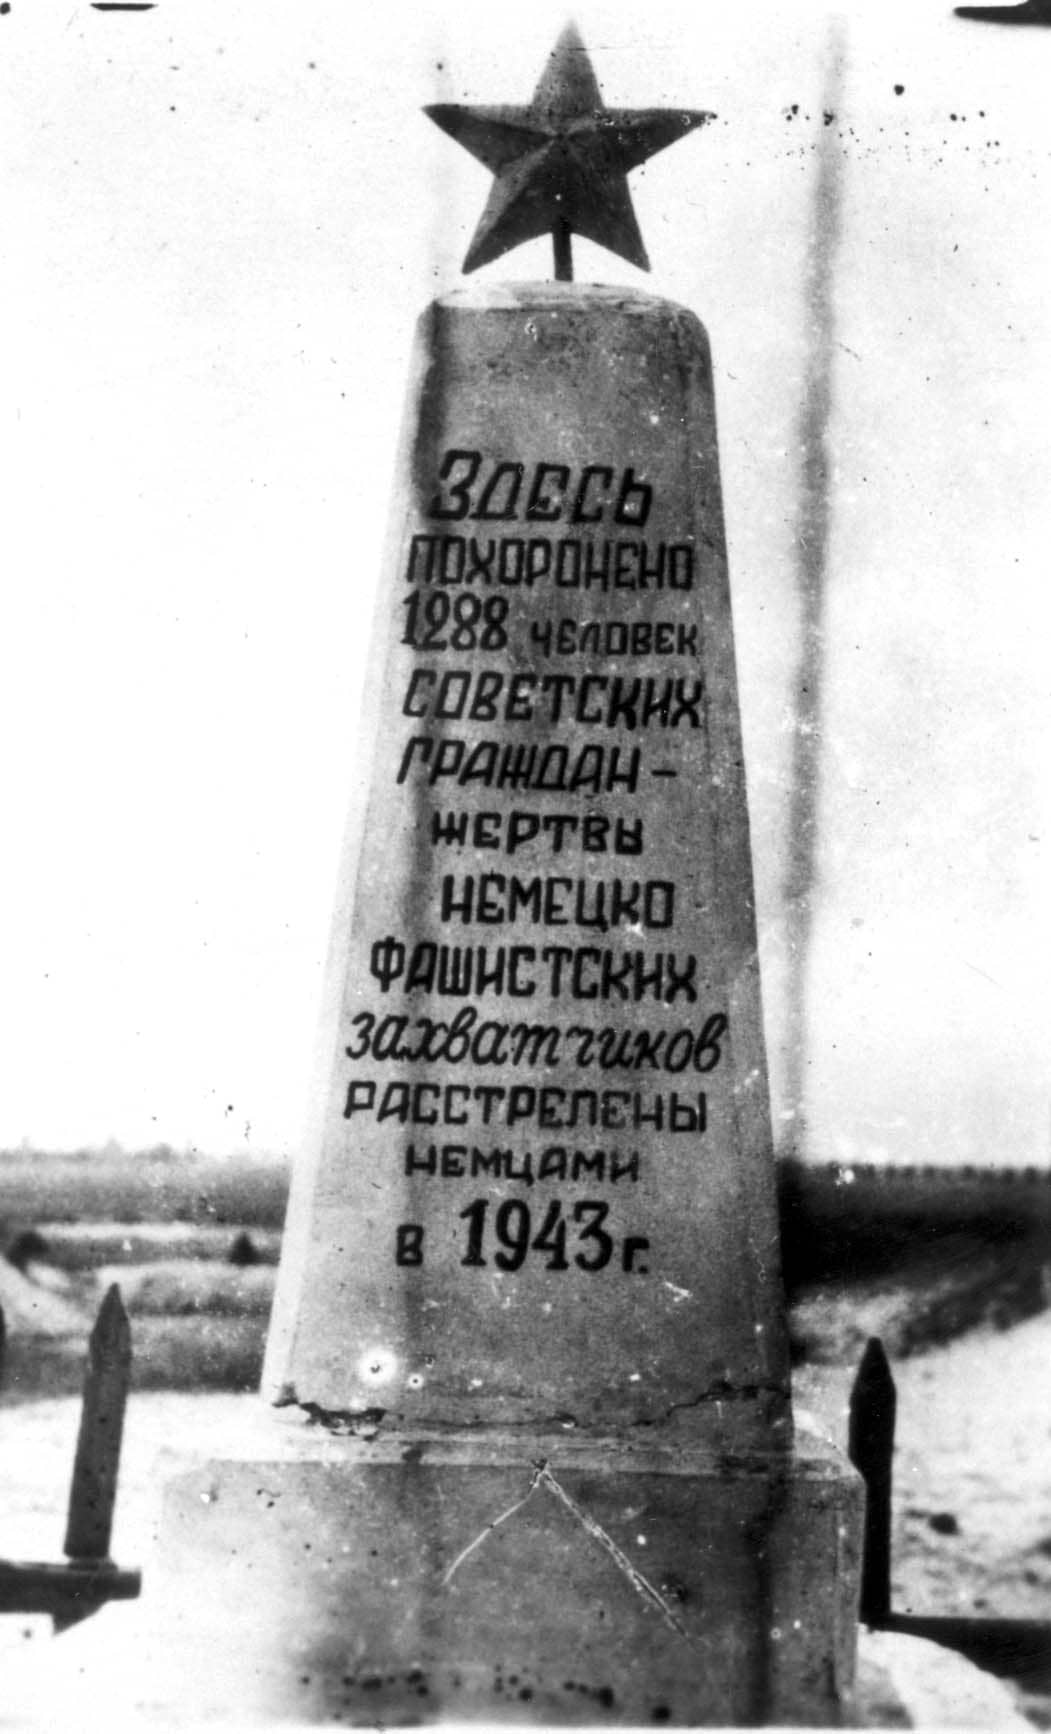 Здесь
похоронено
1288 человек
советских
граждан-
жертвы
немецко
фашистских
захватчиков
расстрелены
немцами
в 1943 г.